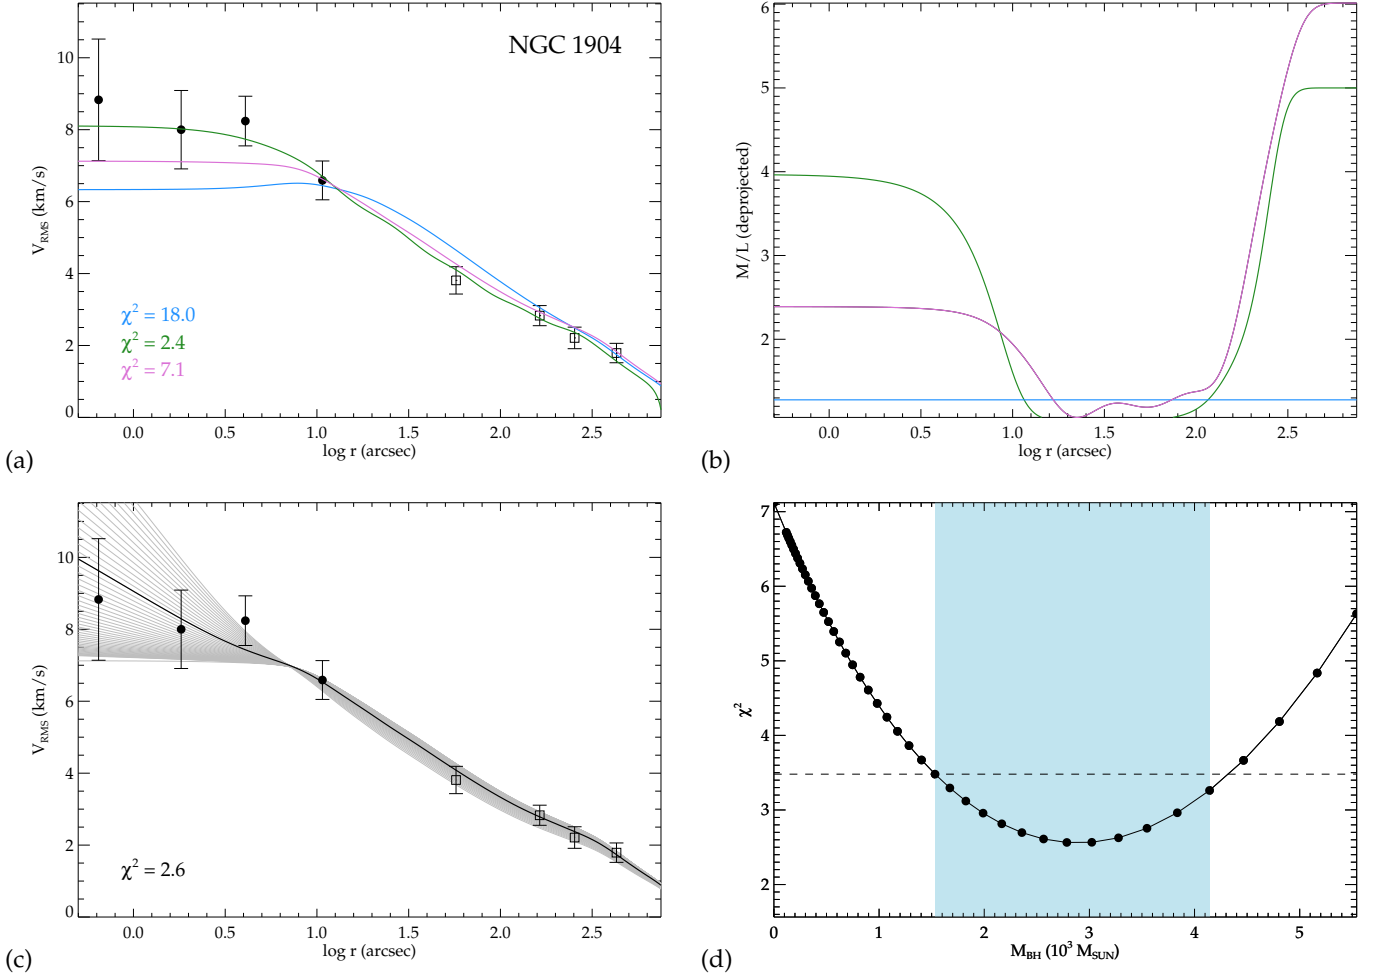 NGC 1904
10
8
6
4
2
0
V_RMS (km/s)
χ² = 18.0
χ² = 2.4
χ² = 7.1
0.0 0.5 1.0 1.5 2.0 2.5
log r (arcsec)
(a)
6
5
4
3
2
M/L (deprojected)
0.0 0.5 1.0 1.5 2.0 2.5
log r (arcsec)
(b)
10
8
6
4
2
0
V_RMS (km/s)
χ² = 2.6
0.0 0.5 1.0 1.5 2.0 2.5
log r (arcsec)
(c)
7
6
5
4
3
2
χ²
0 1 2 3 4 5
M_BH (10³ M_SUN)
(d)